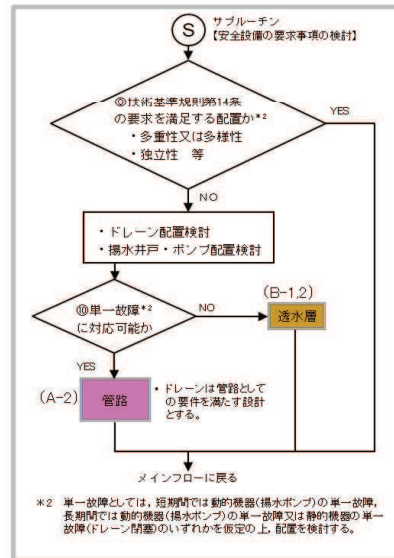 S
サブルーチン
【安全設備の要求事項の検討】
⑨技術基準規則第14条
の要求を満足する配置か*2
・多重性又は多様性
・独立性 等
YES
NO
・ドレーン配置検討
・揚水井戸・ポンプ配置検討
⑩単一故障*2
に対応可能か
NO
(B-1,2)
透水層
YES
(A-2)
管路
・ドレーンは管路として
の要件を満たす設計
とする。
メインフローに戻る
*2 単一故障としては，短期間では動的機器(揚水ポンプ)の単一故障，
長期間では動的機器(揚水ポンプ)の単一故障又は静的機器の単一
故障(ドレーン閉塞)のいずれかを仮定の上，配置を検討する。